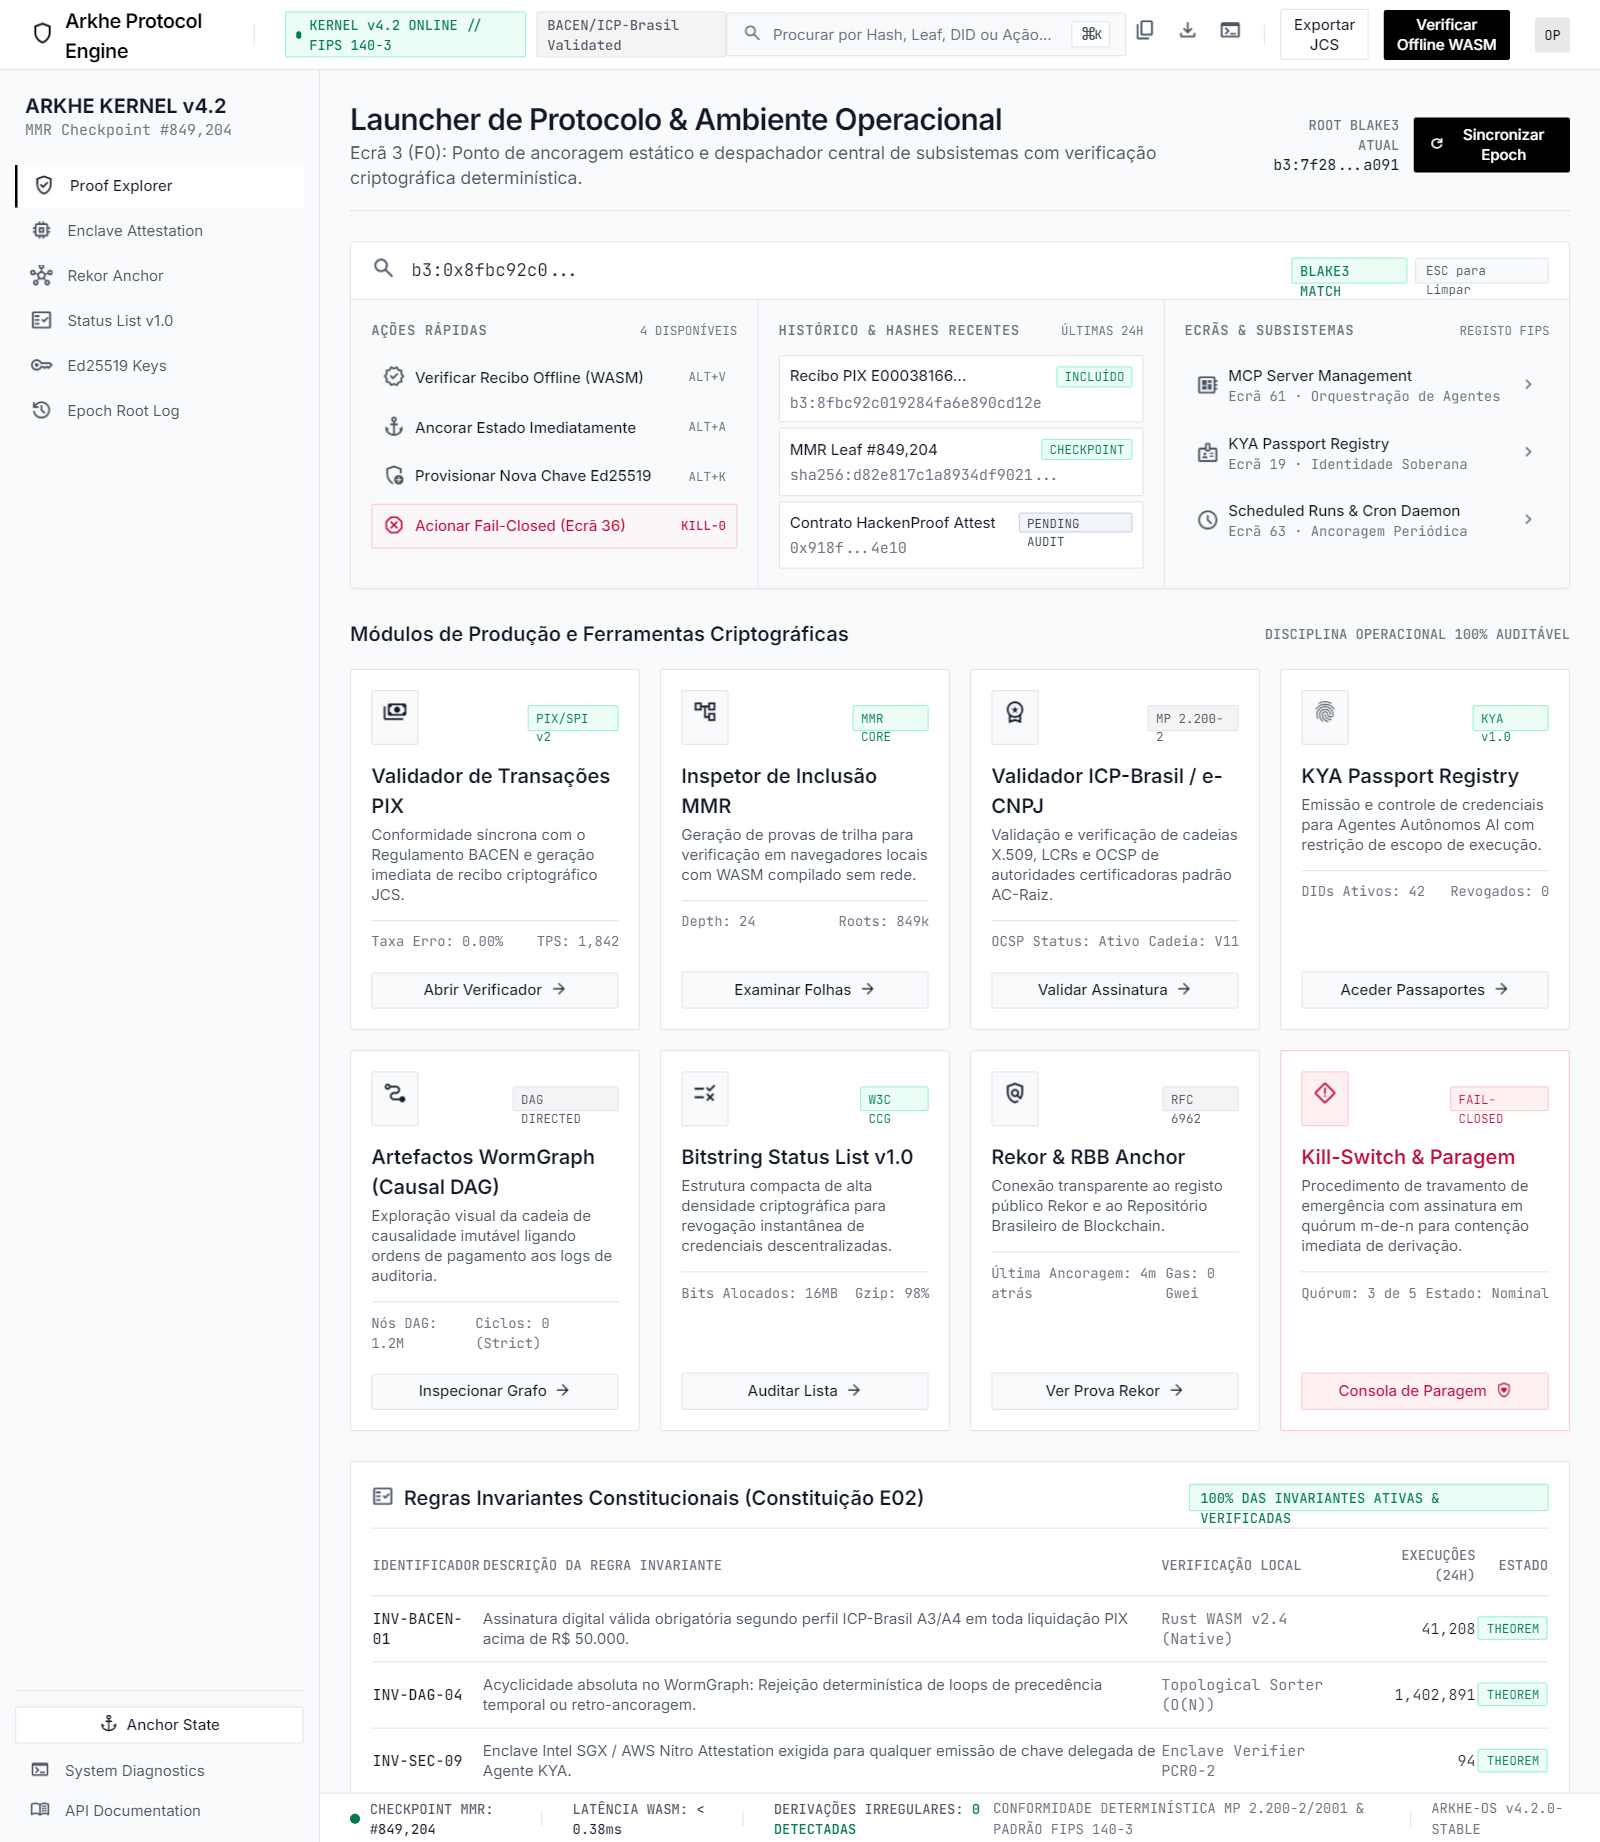 Arkhe Protocol
Engine
KERNEL v4.2 ONLINE //
FIPS 140-3
BACEN/ICP-Brasil
Validated
Procurar por Hash, Leaf, DID ou Ação...
⌘K
Exportar
JCS
Verificar
Offline WASM
OP
ARKHE KERNEL v4.2
MMR Checkpoint #849,204
Proof Explorer
Enclave Attestation
Rekor Anchor
Status List v1.0
Ed25519 Keys
Epoch Root Log
Anchor State
System Diagnostics
API Documentation
Launcher de Protocolo & Ambiente Operacional
Ecrã 3 (F0): Ponto de ancoragem estático e despachador central de subsistemas com verificação
criptográfica determinística.
ROOT BLAKE3
ATUAL
b3:7f28...a091
Sincronizar
Epoch
b3:0x8fbc92c0...
BLAKE3
MATCH
ESC para
Limpar
AÇÕES RÁPIDAS
4 DISPONÍVEIS
Verificar Recibo Offline (WASM)
ALT+V
Ancorar Estado Imediatamente
ALT+A
Provisionar Nova Chave Ed25519
ALT+K
Acionar Fail-Closed (Ecrã 36)
KILL-0
HISTÓRICO & HASHES RECENTES
ÚLTIMAS 24H
Recibo PIX E00038166...
INCLUÍDO
b3:8fbc92c019284fa6e890cd12e
MMR Leaf #849,204
CHECKPOINT
sha256:d82e817c1a8934df9021...
Contrato HackenProof Attest
PENDING
AUDIT
0x918f...4e10
ECRÃS & SUBSISTEMAS
REGISTO FIPS
MCP Server Management
Ecrã 61 · Orquestração de Agentes
KYA Passport Registry
Ecrã 19 · Identidade Soberana
Scheduled Runs & Cron Daemon
Ecrã 63 · Ancoragem Periódica
Módulos de Produção e Ferramentas Criptográficas
DISCIPLINA OPERACIONAL 100% AUDITÁVEL
PIX/SPI
v2
Validador de Transações
PIX
Conformidade síncrona com o
Regulamento BACEN e geração
imediata de recibo criptográfico
JCS.
Taxa Erro: 0.00%
TPS: 1,842
Abrir Verificador
MMR
CORE
Inspetor de Inclusão
MMR
Geração de provas de trilha para
verificação em navegadores locais
com WASM compilado sem rede.
Depth: 24
Roots: 849k
Examinar Folhas
MP 2.200-
2
Validador ICP-Brasil / e-
CNPJ
Validação e verificação de cadeias
X.509, LCRs e OCSP de
autoridades certificadoras padrão
AC-Raiz.
OCSP Status: Ativo
Cadeia: V11
Validar Assinatura
KYA
v1.0
KYA Passport Registry
Emissão e controle de credenciais
para Agentes Autônomos AI com
restrição de escopo de execução.
DIDs Ativos: 42
Revogados: 0
Aceder Passaportes
DAG
DIRECTED
Artefactos WormGraph
(Causal DAG)
Exploração visual da cadeia de
causalidade imutável ligando
ordens de pagamento aos logs de
auditoria.
Nós DAG:
1.2M
Ciclos: 0
(Strict)
Inspecionar Grafo
W3C
CCG
Bitstring Status List v1.0
Estrutura compacta de alta
densidade criptográfica para
revogação instantânea de
credenciais descentralizadas.
Bits Alocados: 16MB
Gzip: 98%
Auditar Lista
RFC
6962
Rekor & RBB Anchor
Conexão transparente ao registo
público Rekor e ao Repositório
Brasileiro de Blockchain.
Última Ancoragem: 4m
atrás
Gas: 0
Gwei
Ver Prova Rekor
FAIL-
CLOSED
Kill-Switch & Paragem
Procedimento de travamento de
emergência com assinatura em
quórum m-de-n para contenção
imediata de derivação.
Quórum: 3 de 5
Estado: Nominal
Consola de Paragem
Regras Invariantes Constitucionais (Constituição E02)
100% DAS INVARIANTES ATIVAS &
VERIFICADAS
IDENTIFICADOR
DESCRIÇÃO DA REGRA INVARIANTE
VERIFICAÇÃO LOCAL
EXECUÇÕES
(24H)
ESTADO
INV-BACEN-
01
Assinatura digital válida obrigatória segundo perfil ICP-Brasil A3/A4 em toda liquidação PIX
acima de R$ 50.000.
Rust WASM v2.4
(Native)
41,208
THEOREM
INV-DAG-04
Acyclicidade absoluta no WormGraph: Rejeição determinística de loops de precedência
temporal ou retro-ancoragem.
Topological Sorter
(O(N))
1,402,891
THEOREM
INV-SEC-09
Enclave Intel SGX / AWS Nitro Attestation exigida para qualquer emissão de chave delegada de
Agente KYA.
Enclave Verifier
PCR0-2
94
THEOREM
CHECKPOINT MMR:
#849,204
LATÊNCIA WASM: <
0.38ms
DERIVAÇÕES IRREGULARES: 0
DETECTADAS
CONFORMIDADE DETERMINÍSTICA MP 2.200-2/2001 &
PADRÃO FIPS 140-3
ARKHE-OS v4.2.0-
STABLE